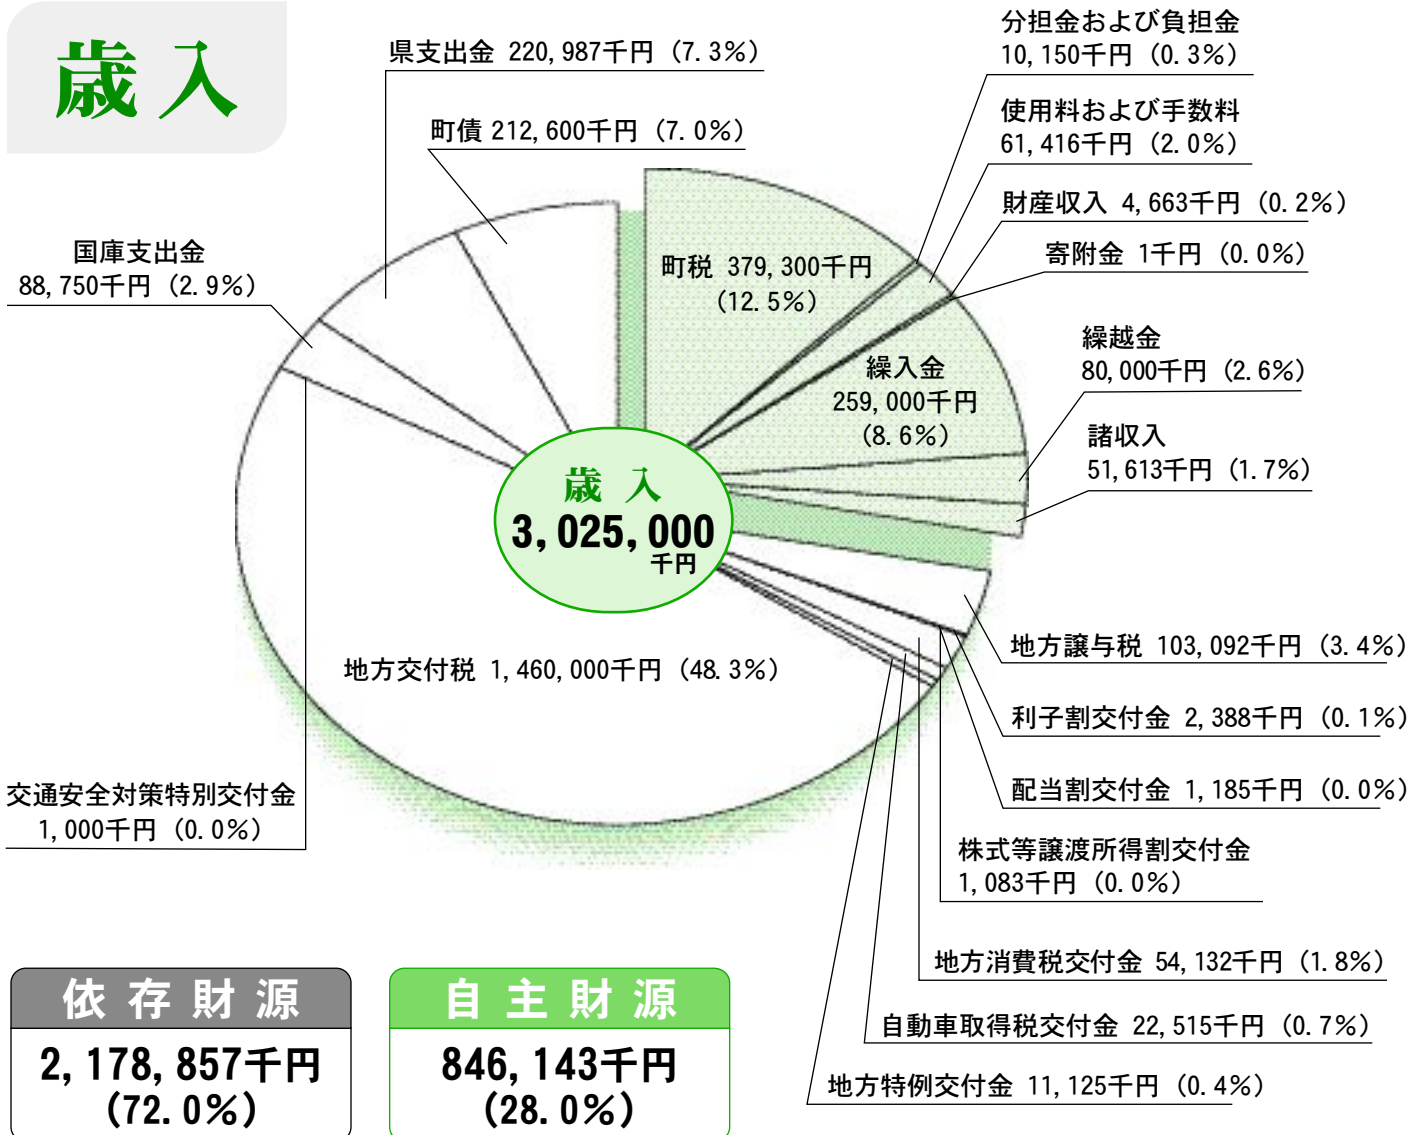 歳入
県支出金 220,987千円（7.3％）
町債 212,600千円（7.0％）
国庫支出金
88,750千円（2.9％）
分担金および負担金
10,150千円（0.3％）
使用料および手数料
61,416千円（2.0％）
財産収入 4,663千円（0.2％）
寄附金 1千円（0.0％）
町税 379,300千円
（12.5％）
繰入金
259,000千円
（8.6％）
繰越金
80,000千円（2.6％）
諸収入
51,613千円（1.7％）
歳入
3,025,000
千円
地方交付税 1,460,000千円（48.3％）
地方譲与税 103,092千円（3.4％）
利子割交付金 2,388千円（0.1％）
配当割交付金 1,185千円（0.0％）
株式等譲渡所得割交付金
1,083千円（0.0％）
地方消費税交付金 54,132千円（1.8％）
自動車取得税交付金 22,515千円（0.7％）
地方特例交付金 11,125千円（0.4％）
交通安全対策特別交付金
1,000千円（0.0％）
依存財源
2,178,857千円
(72.0％)
自主財源
846,143千円
(28.0％)